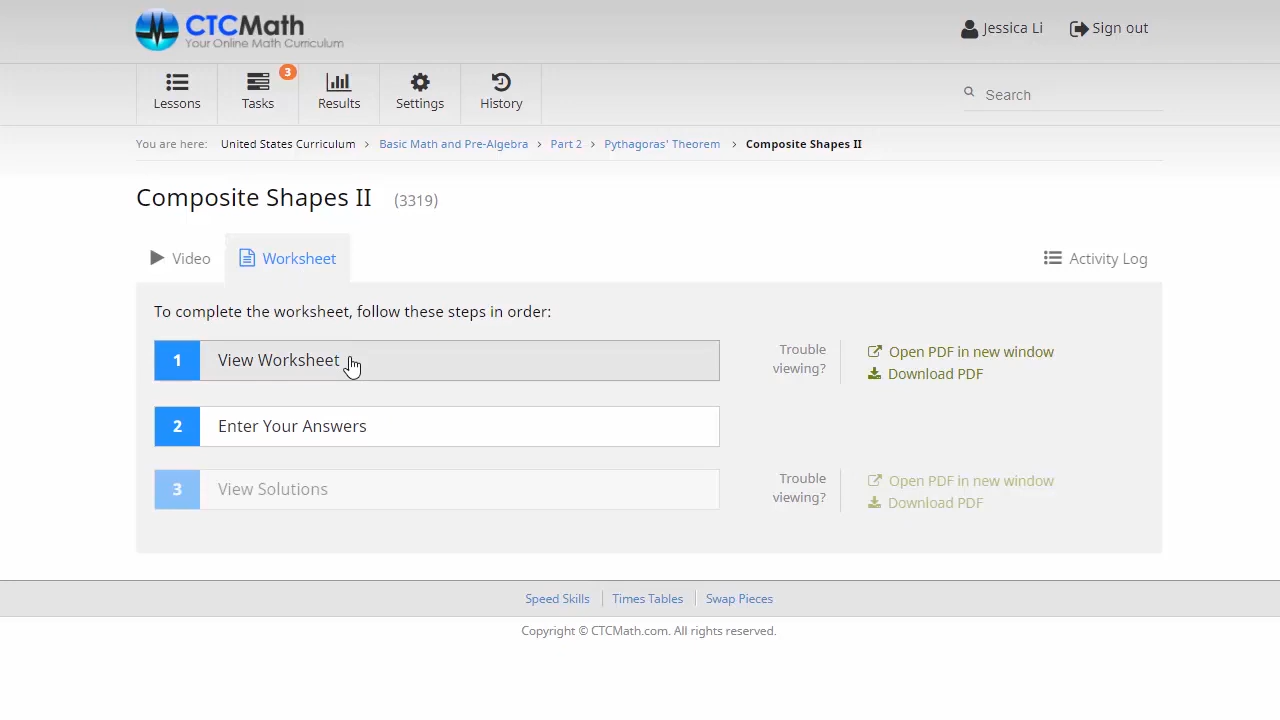 CTCMath
Your Online Math Curriculum
Jessica Li
Sign out
Lessons
Tasks
3
Results
Settings
History
Search
You are here: United States Curriculum › Basic Math and Pre-Algebra › Part 2 › Pythagoras' Theorem › Composite Shapes II
Composite Shapes II (3319)
Video
Worksheet
Activity Log
To complete the worksheet, follow these steps in order:
1 View Worksheet
Trouble viewing?
Open PDF in new window
Download PDF
2 Enter Your Answers
3 View Solutions
Trouble viewing?
Open PDF in new window
Download PDF
Speed Skills | Times Tables | Swap Pieces
Copyright © CTCMath.com. All rights reserved.